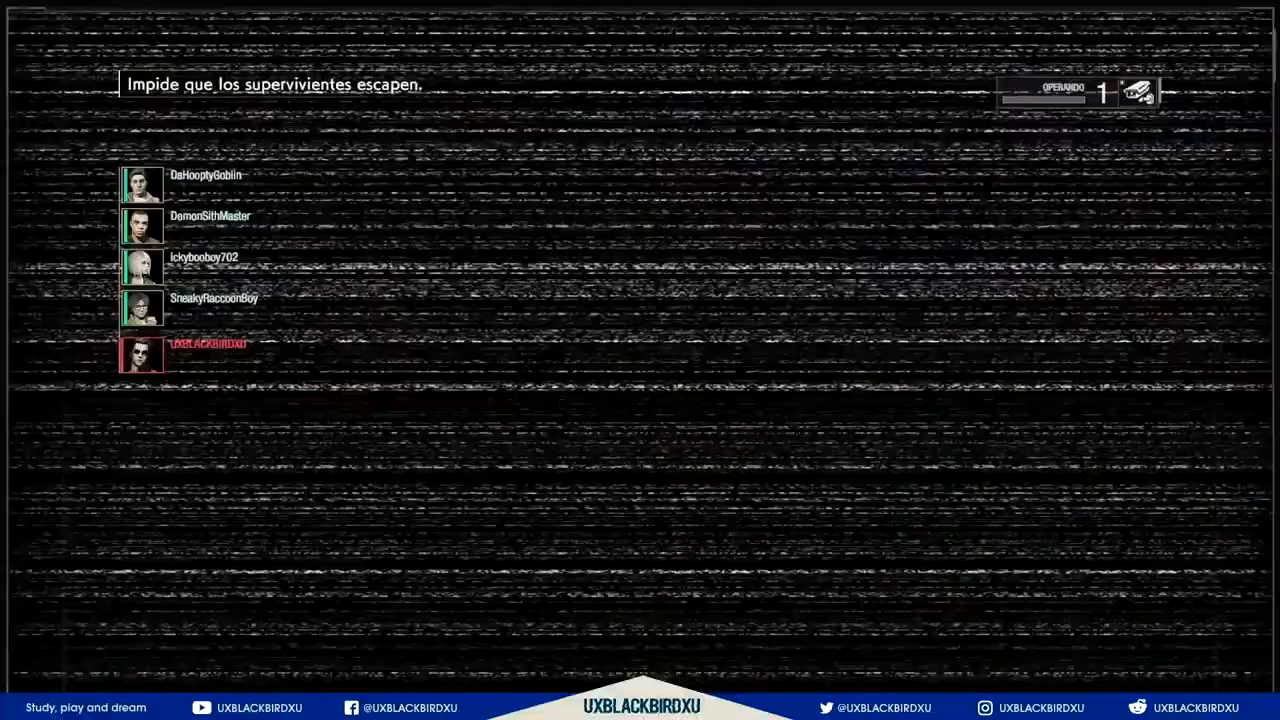 Impide que los supervivientes escapen.
OPERANDO 1
DaHooptyGoblin
DemonSithMaster
Ickybooboy702
SneakyRaccoonBoy
UXBLACKBIRDXU
Study, play and dream UXBLACKBIRDXU @UXBLACKBIRDXU UXBLACKBIRDXU @UXBLACKBIRDXU UXBLACKBIRDXU UXBLACKBIRDXU